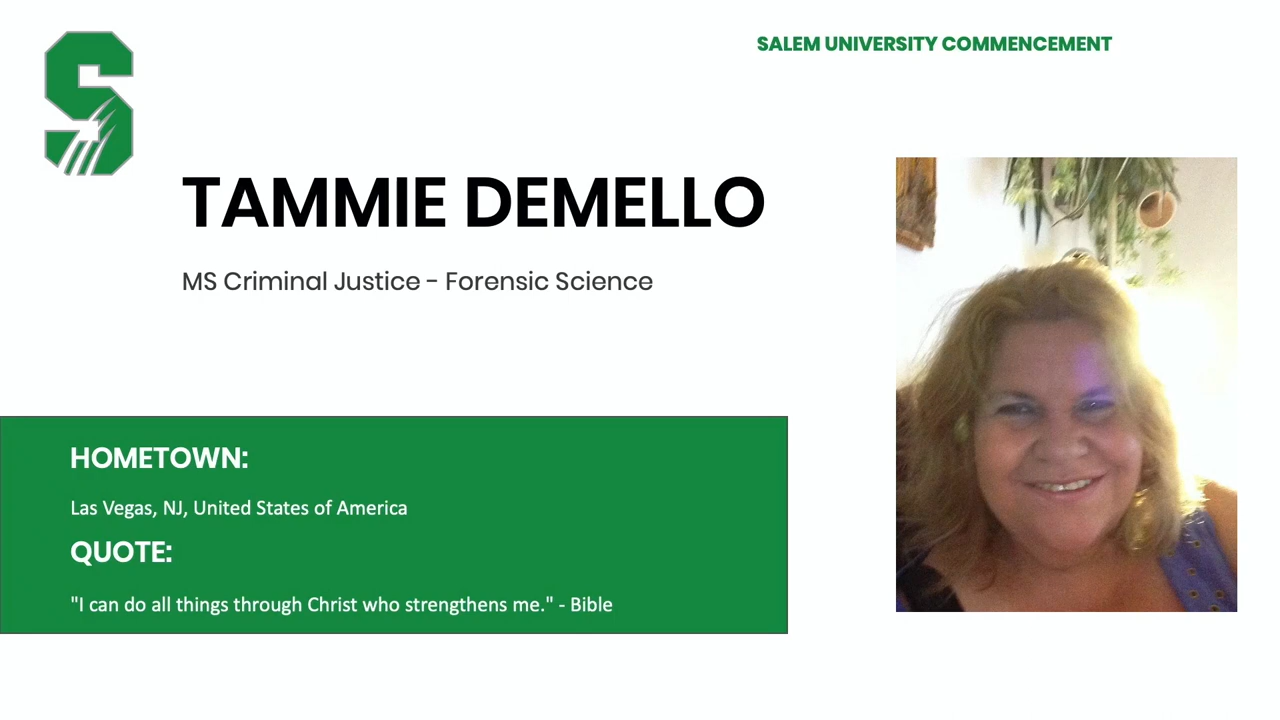 S
SALEM UNIVERSITY COMMENCEMENT
TAMMIE DEMELLO
MS Criminal Justice - Forensic Science
HOMETOWN:
Las Vegas, NJ, United States of America
QUOTE:
"I can do all things through Christ who strengthens me." - Bible